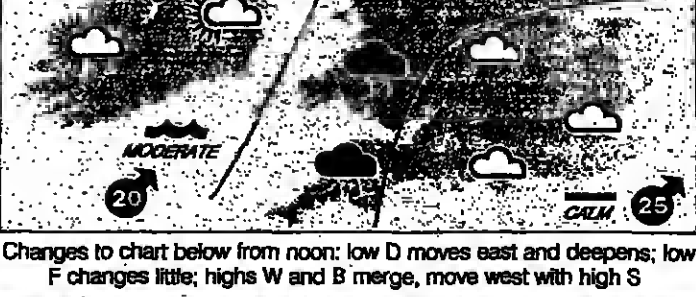 MODERATE
20
CALM
25
Changes to chart below from noon: low D moves east and deepens; low
F changes little; highs W and B merge, move west with high S